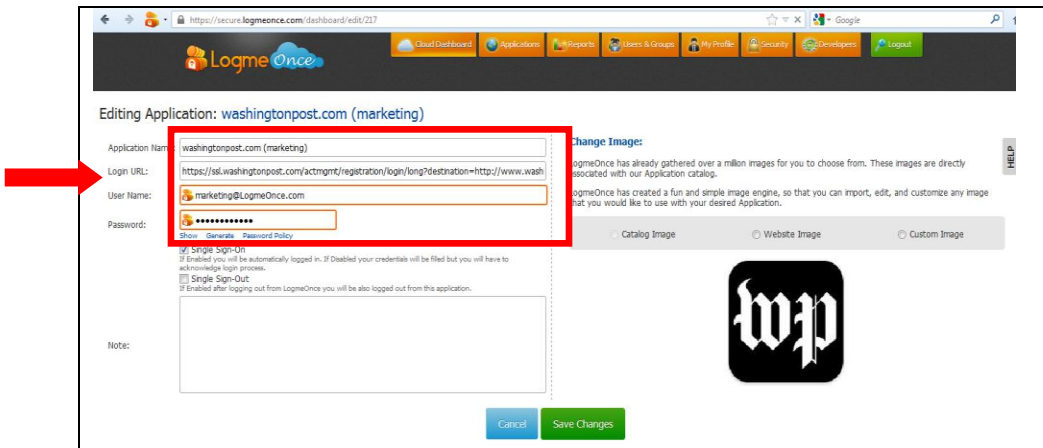 https://secure.logmeonce.com/dashboard/edit/217
Google
LogmeOnce
Cloud Dashboard Applications Reports Users & Groups My Profile Security Developers Logout
Editing Application: washingtonpost.com (marketing)
Application Name
washingtonpost.com (marketing)
Login URL:
https://ssl.washingtonpost.com/actmgmt/registration/login/long?destination=http://www.wash
User Name:
marketing@LogmeOnce.com
Password:
••••••••••••
Show Generate Password Policy
Single Sign-On
If Enabled you will be automatically logged in. If Disabled your credentials will be filled but you will have to
acknowledge login process.
Single Sign-Out
If Enabled after logging out from LogmeOnce you will be also logged out from this application.
Note:
Change Image:
LogmeOnce has already gathered over a million images for you to choose from. These images are directly
associated with our Application catalog.
LogmeOnce has created a fun and simple image engine, so that you can import, edit, and customize any image
that you would like to use with your desired Application.
Catalog Image Website Image Custom Image
wp
HELP
Cancel Save Changes